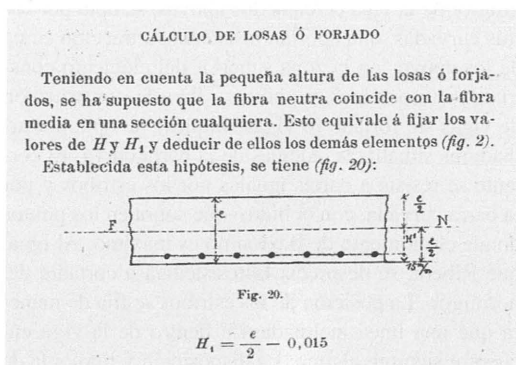 CÁLCULO DE LOSAS Ó FORJADO
Teniendo en cuenta la pequeña altura de las losas ó forja-
dos, se ha supuesto que la fibra neutra coincide con la fibra
media en una sección cualquiera. Esto equivale á fijar los va-
lores de H y H₁ y deducir de ellos los demás elementos (fig. 2).
Establecida esta hipótesis, se tiene (fig. 20):
F
e
e/2
N
H'
e/2
15 m/m
Fig. 20.
H₁ = e/2 — 0,015